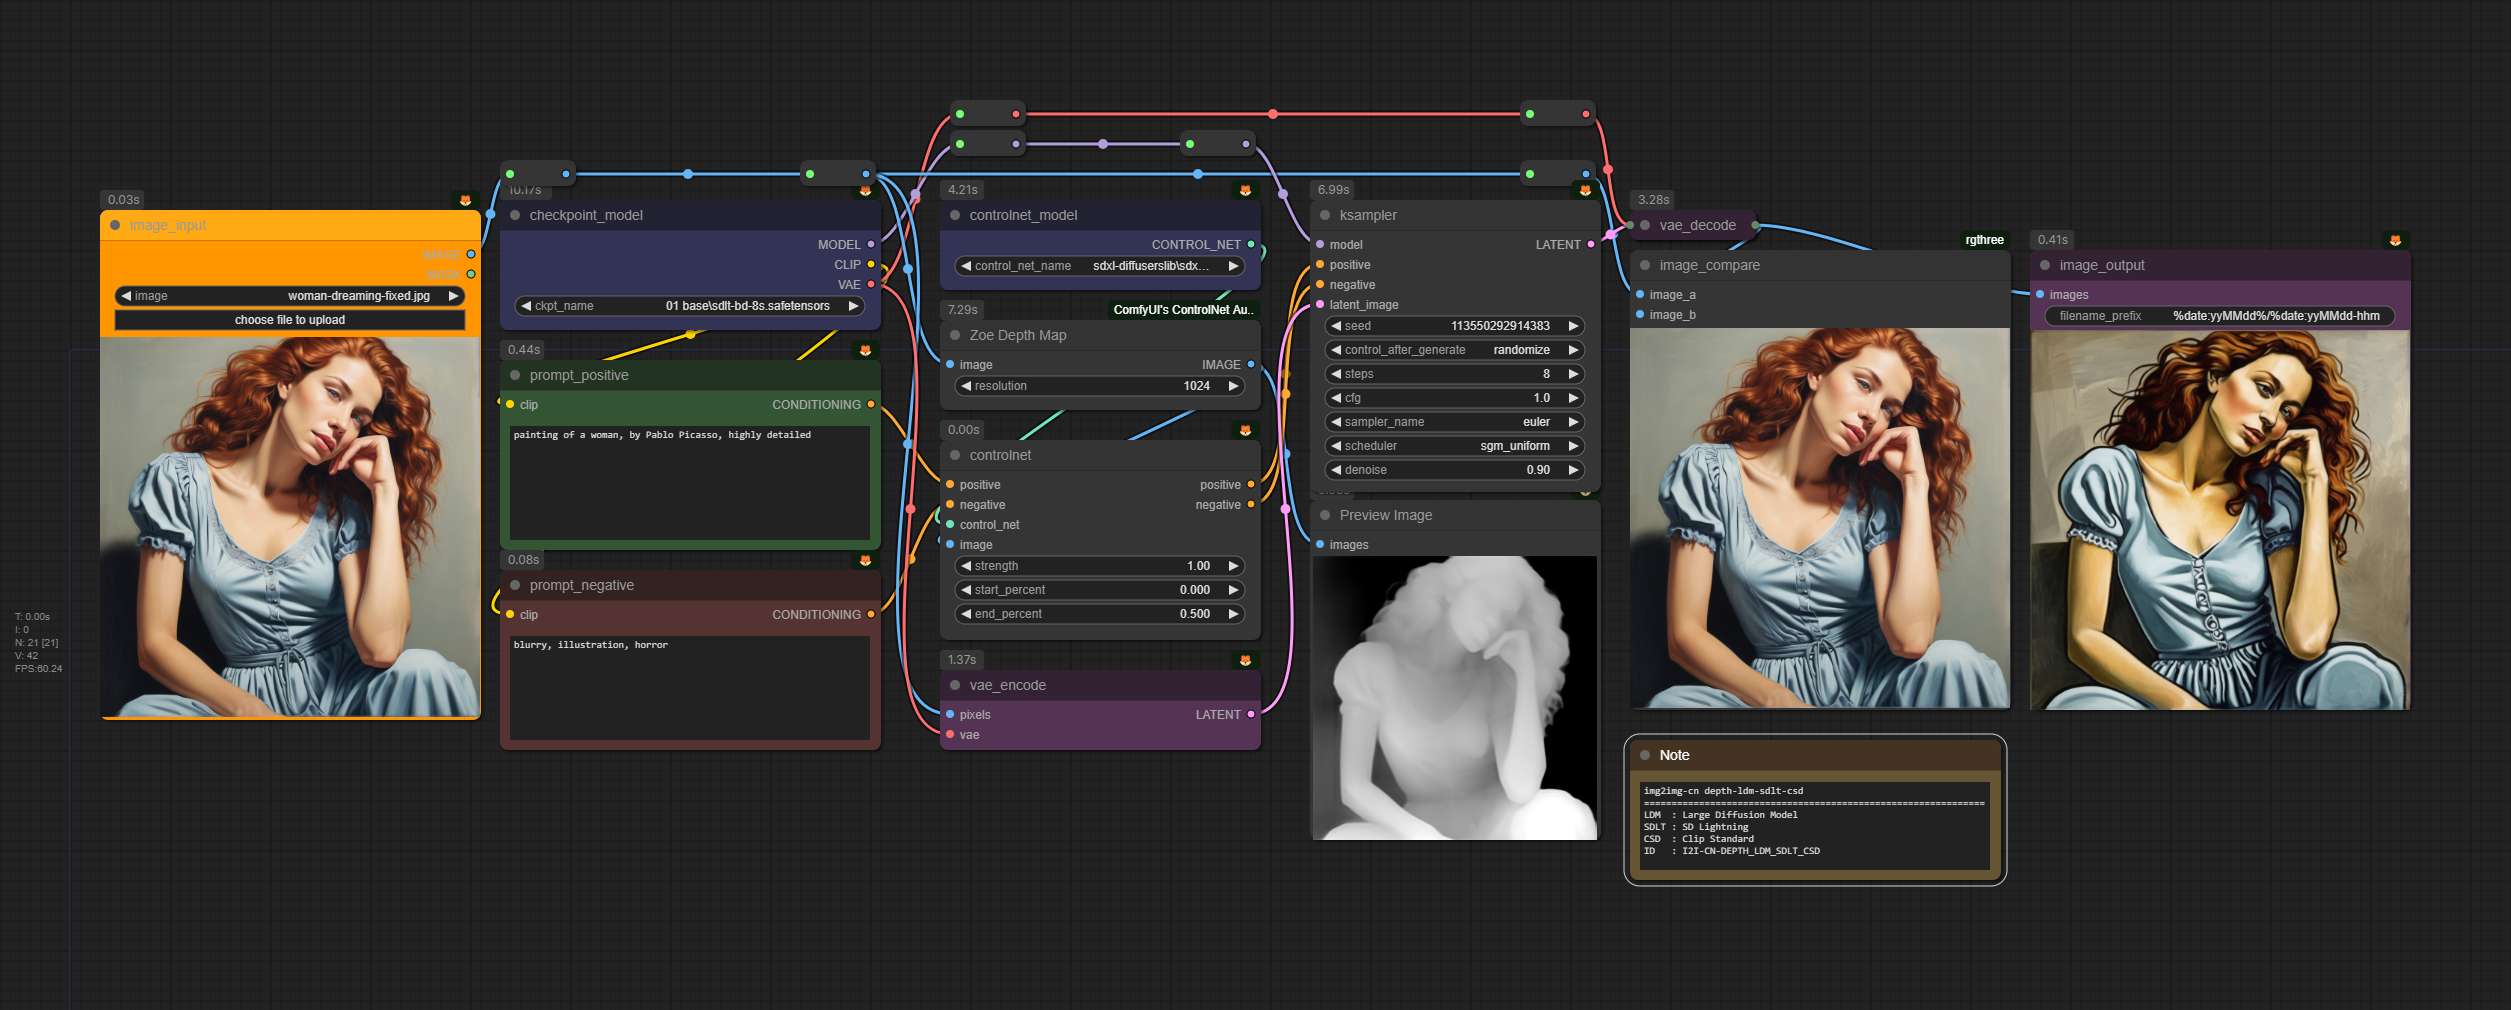 0.03s
image_input
IMAGE
MASK
image woman-dreaming-fixed.jpg
choose file to upload
T: 0.00s
I: 0
N: 21 [21]
V: 42
FPS:60.24
10.17s
checkpoint_model
MODEL
CLIP
VAE
ckpt_name 01 base\sdlt-bd-8s.safetensors
0.44s
prompt_positive
clip CONDITIONING
painting of a woman, by Pablo Picasso, highly detailed
0.08s
prompt_negative
clip CONDITIONING
blurry, illustration, horror
4.21s
controlnet_model
CONTROL_NET
control_net_name sdxl-diffuserslib\sdx...
7.29s ComfyUI's ControlNet Au..
Zoe Depth Map
image IMAGE
resolution 1024
0.00s
controlnet
positive positive
negative negative
control_net
image
strength 1.00
start_percent 0.000
end_percent 0.500
1.37s
vae_encode
pixels LATENT
vae
6.99s
ksampler
model LATENT
positive
negative
latent_image
seed 113550292914383
control_after_generate randomize
steps 8
cfg 1.0
sampler_name euler
scheduler sgm_uniform
denoise 0.90
Preview Image
images
3.28s
vae_decode
rgthree
image_compare
image_a
image_b
0.41s
image_output
images
filename_prefix %date:yyMMdd%/%date:yyMMdd-hhm
Note
img2img-cn depth-ldm-sdlt-csd
==============================================================
LDM : Large Diffusion Model
SDLT : SD Lightning
CSD : Clip Standard
ID : I2I-CN-DEPTH_LDM_SDLT_CSD